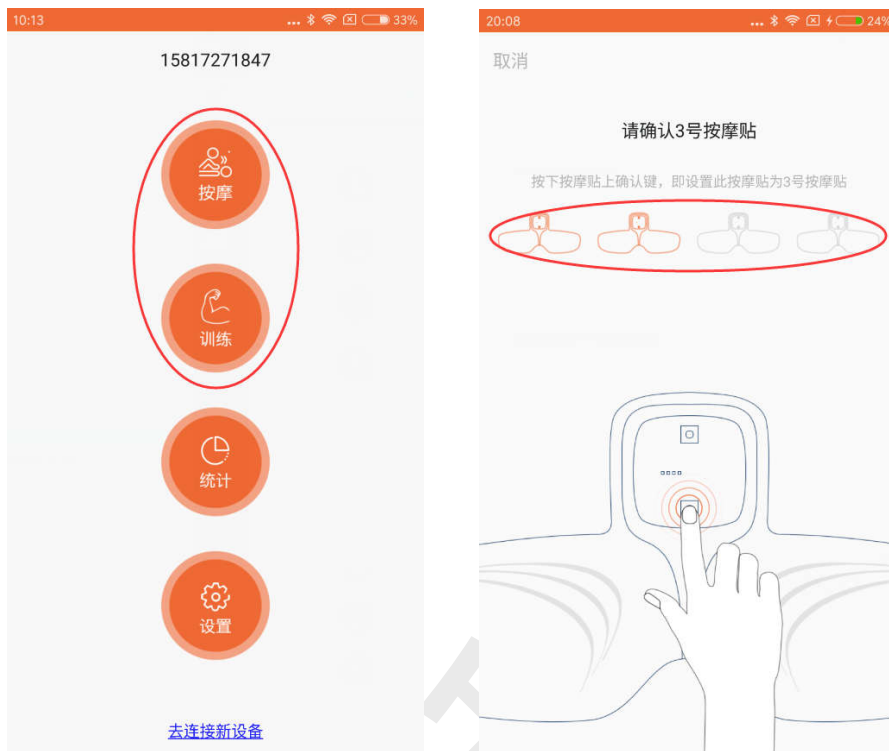 10:13
33%
15817271847
按摩
训练
统计
设置
去连接新设备
20:08
24%
取消
请确认3号按摩贴
按下按摩贴上确认键，即设置此按摩贴为3号按摩贴